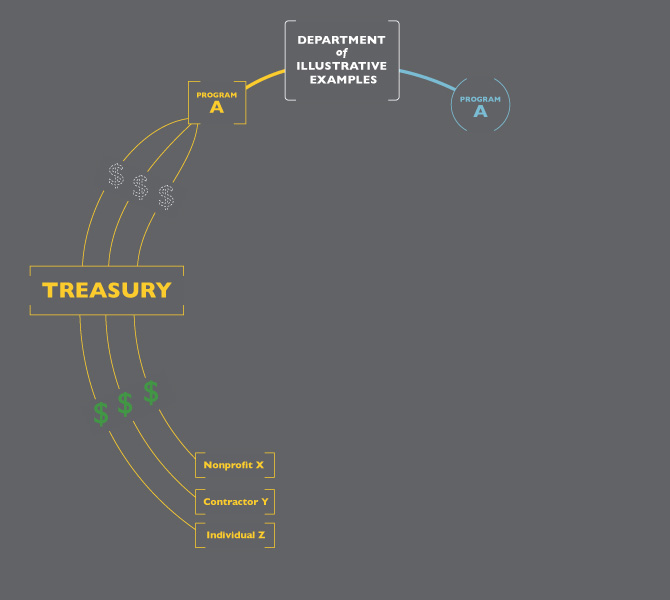 DEPARTMENT
of
ILLUSTRATIVE
EXAMPLES
PROGRAM
A
PROGRAM
A
$ $ $
TREASURY
$ $ $
Nonprofit X
Contractor Y
Individual Z